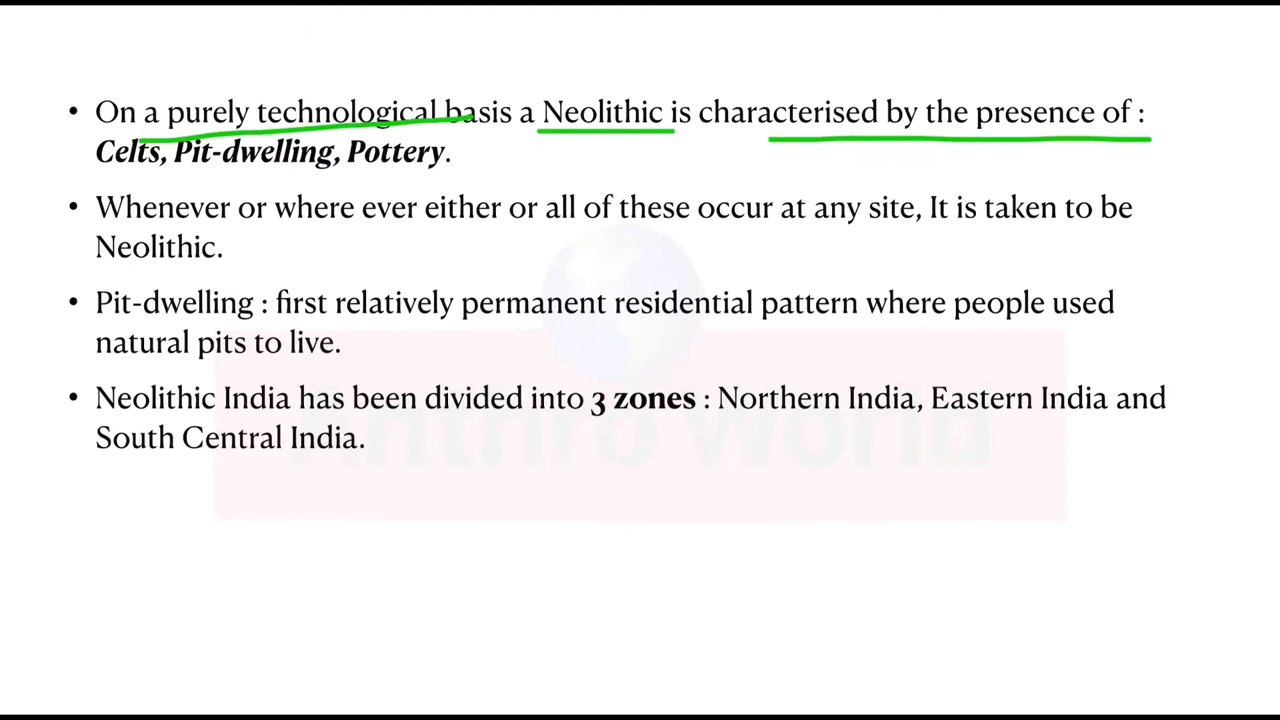 • On a purely technological basis a Neolithic is characterised by the presence of :
Celts, Pit-dwelling, Pottery.
• Whenever or where ever either or all of these occur at any site, It is taken to be
Neolithic.
• Pit-dwelling : first relatively permanent residential pattern where people used
natural pits to live.
• Neolithic India has been divided into 3 zones : Northern India, Eastern India and
South Central India.
Anthro World